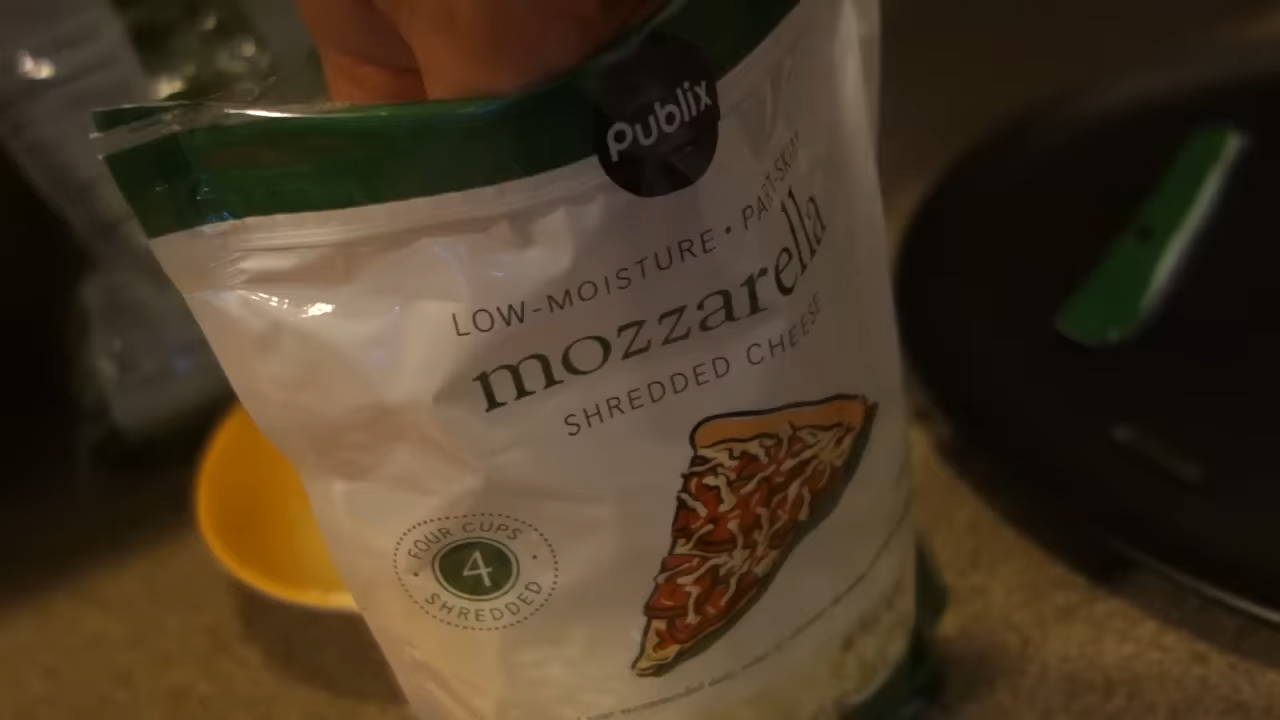 Publix
LOW-MOISTURE • PART-SKIM
mozzarella
SHREDDED CHEESE
FOUR CUPS
4
SHREDDED